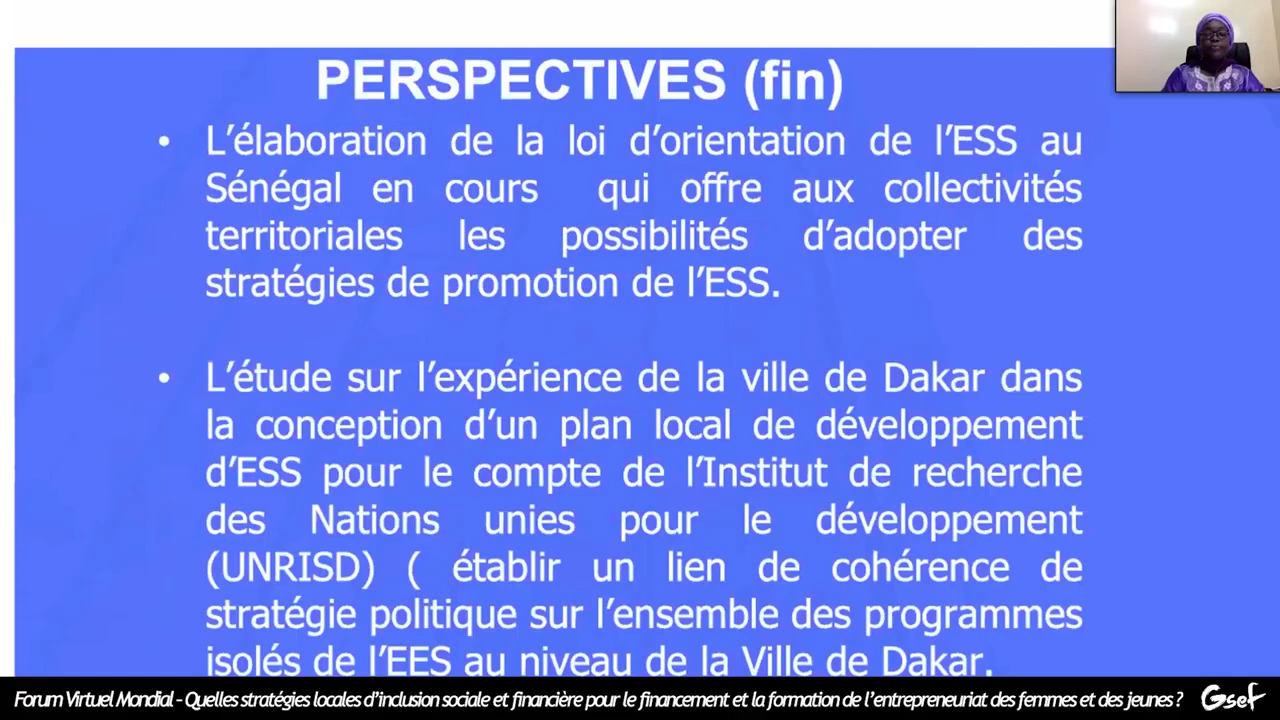 PERSPECTIVES (fin)
• L'élaboration de la loi d'orientation de l'ESS au
Sénégal en cours qui offre aux collectivités
territoriales les possibilités d'adopter des
stratégies de promotion de l'ESS.
• L'étude sur l'expérience de la ville de Dakar dans
la conception d'un plan local de développement
d'ESS pour le compte de l'Institut de recherche
des Nations unies pour le développement
(UNRISD) ( établir un lien de cohérence de
stratégie politique sur l'ensemble des programmes
isolés de l'EES au niveau de la Ville de Dakar.
Forum Virtuel Mondial - Quelles stratégies locales d'inclusion sociale et financière pour le financement et la formation de l'entrepreneuriat des femmes et des jeunes ?
Gsef